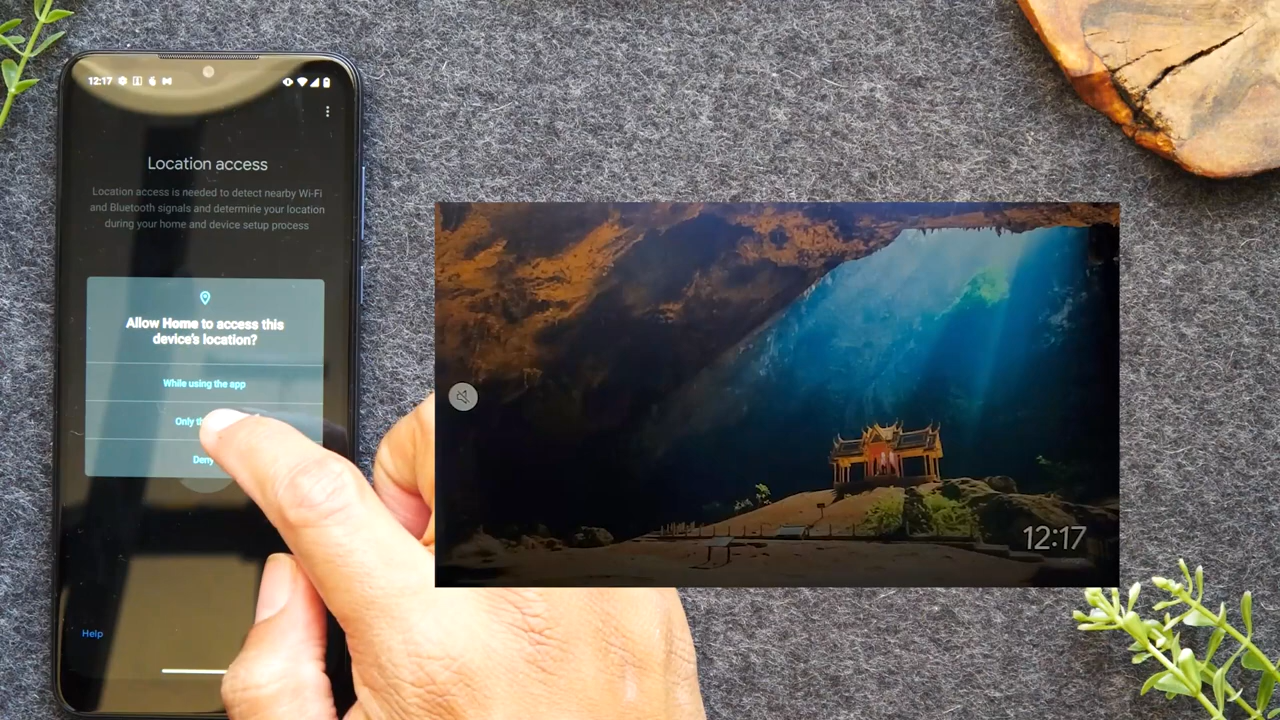 12:17
Location access
Location access is needed to detect nearby Wi-Fi
and Bluetooth signals and determine your location
during your home and device setup process
Allow Home to access this
device's location?
While using the app
Only
Deny
Help
12:17